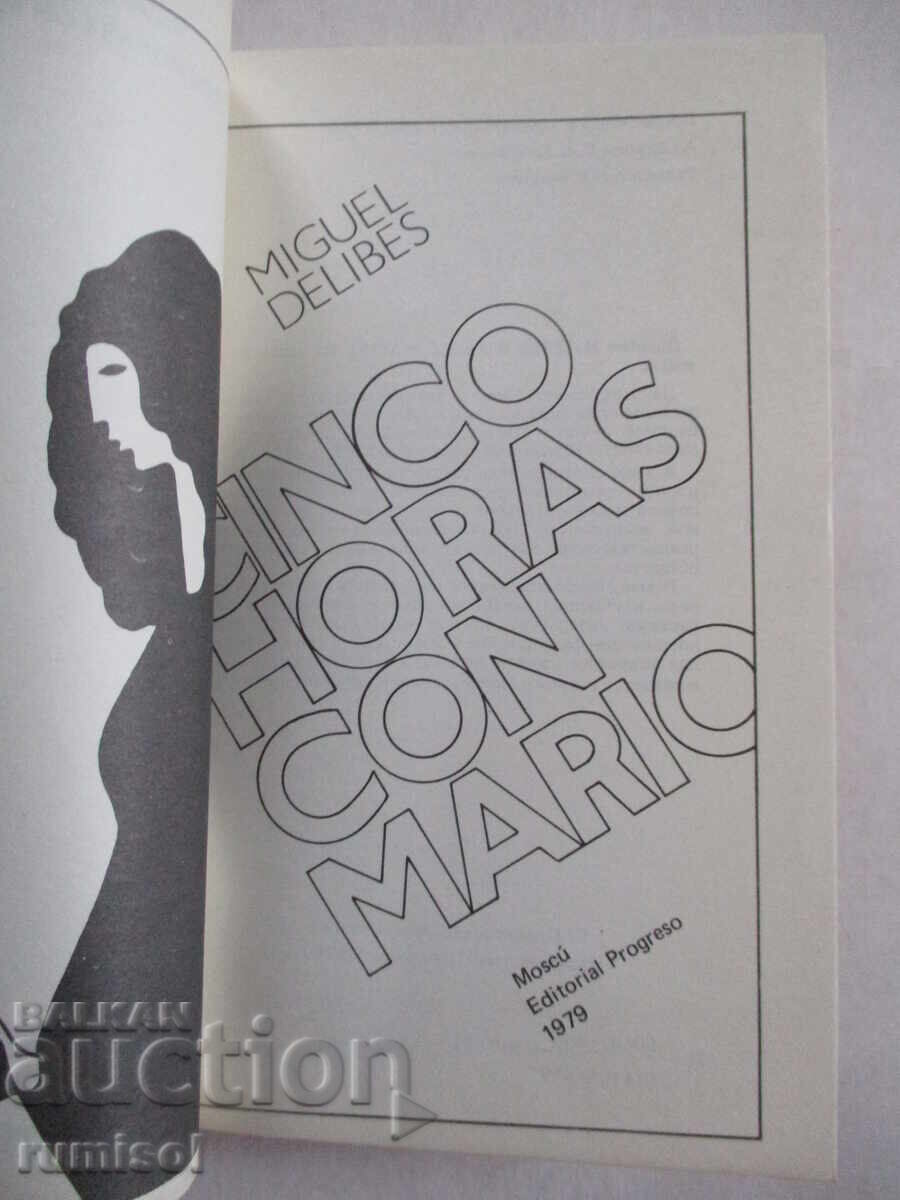 MIGUEL
DELIBES
CINCO
HORAS
CON
MARIO
Moscú
Editorial Progreso
1979
BALKAN
auction
rumisol